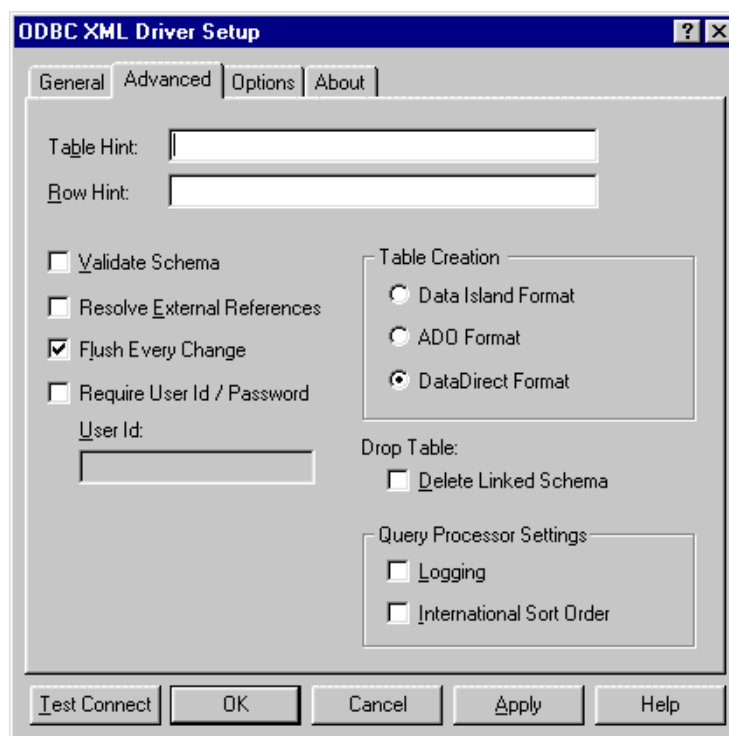 ODBC XML Driver Setup
General Advanced Options About
Table Hint:
Row Hint:
Validate Schema
Resolve External References
Flush Every Change
Require User Id / Password
User Id:
Table Creation
Data Island Format
ADO Format
DataDirect Format
Drop Table:
Delete Linked Schema
Query Processor Settings
Logging
International Sort Order
Test Connect OK Cancel Apply Help